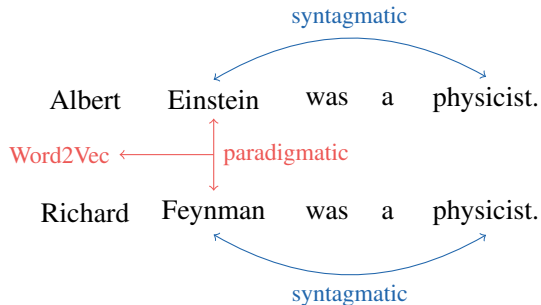 syntagmatic
Albert Einstein was a physicist.
Word2Vec paradigmatic
Richard Feynman was a physicist.
syntagmatic